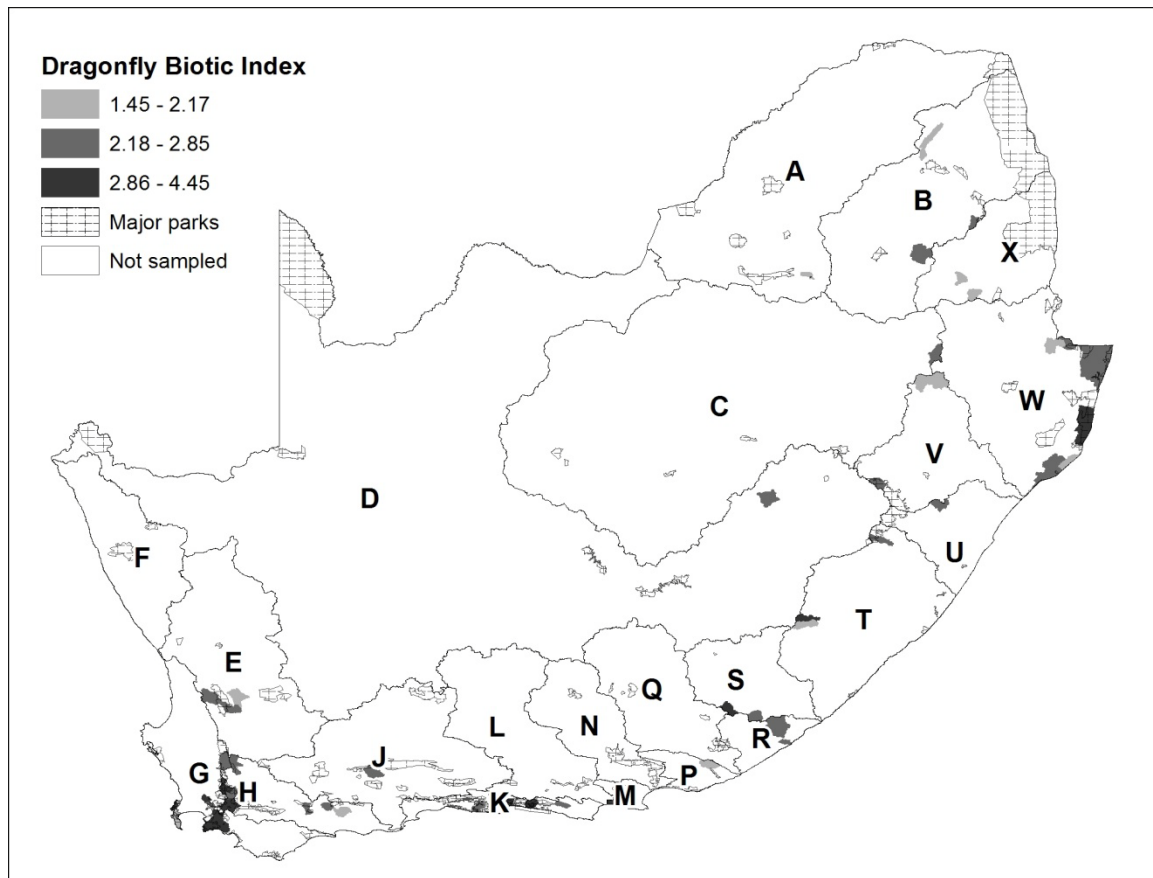 Dragonfly Biotic Index
1.45 - 2.17
2.18 - 2.85
2.86 - 4.45
Major parks
Not sampled
A
B
X
C
W
V
D
F
U
T
E
S
Q
L
N
R
J
P
G
H
K
M